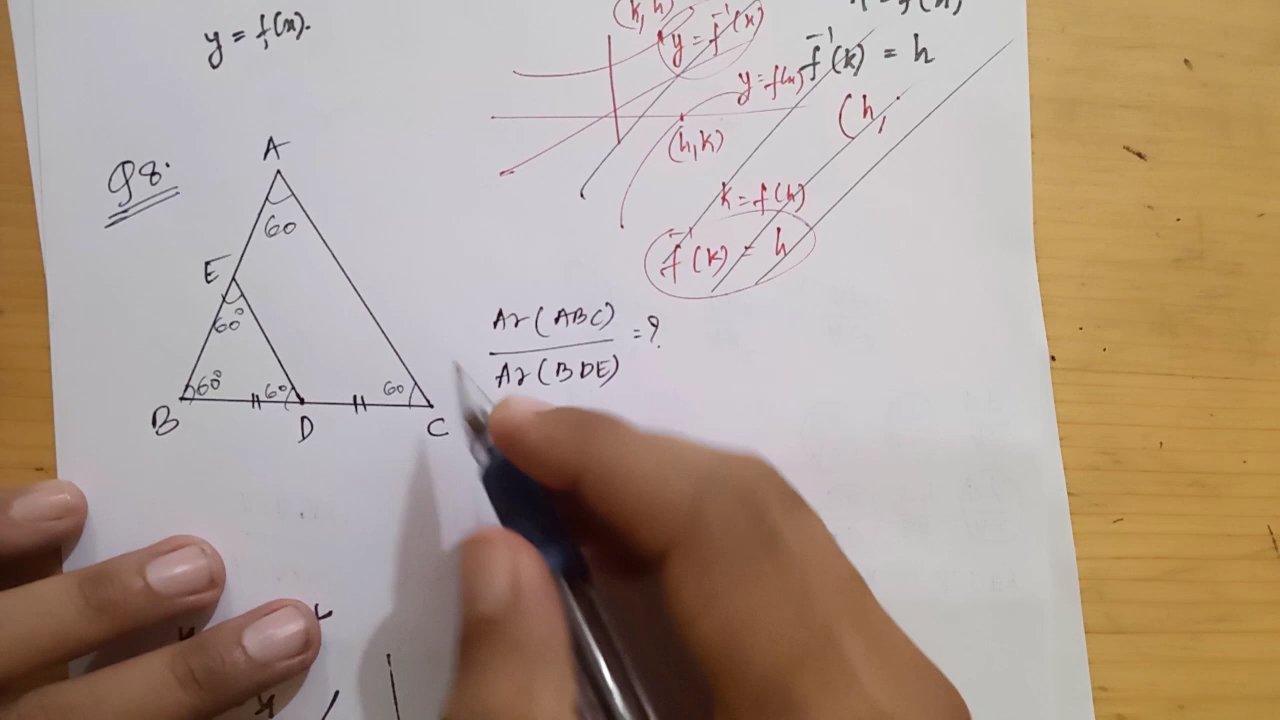 y = f(x).
(k, h)
y = f⁻¹(x)
f⁻¹(k) = h
y = f(x)
(h,
(h, k)
k = f(h)
f⁻¹(k) = h
Q8.
A
60
E
60°
Ar(ABC)
= ?
Ar(BDE)
60° 60° 60
B D C